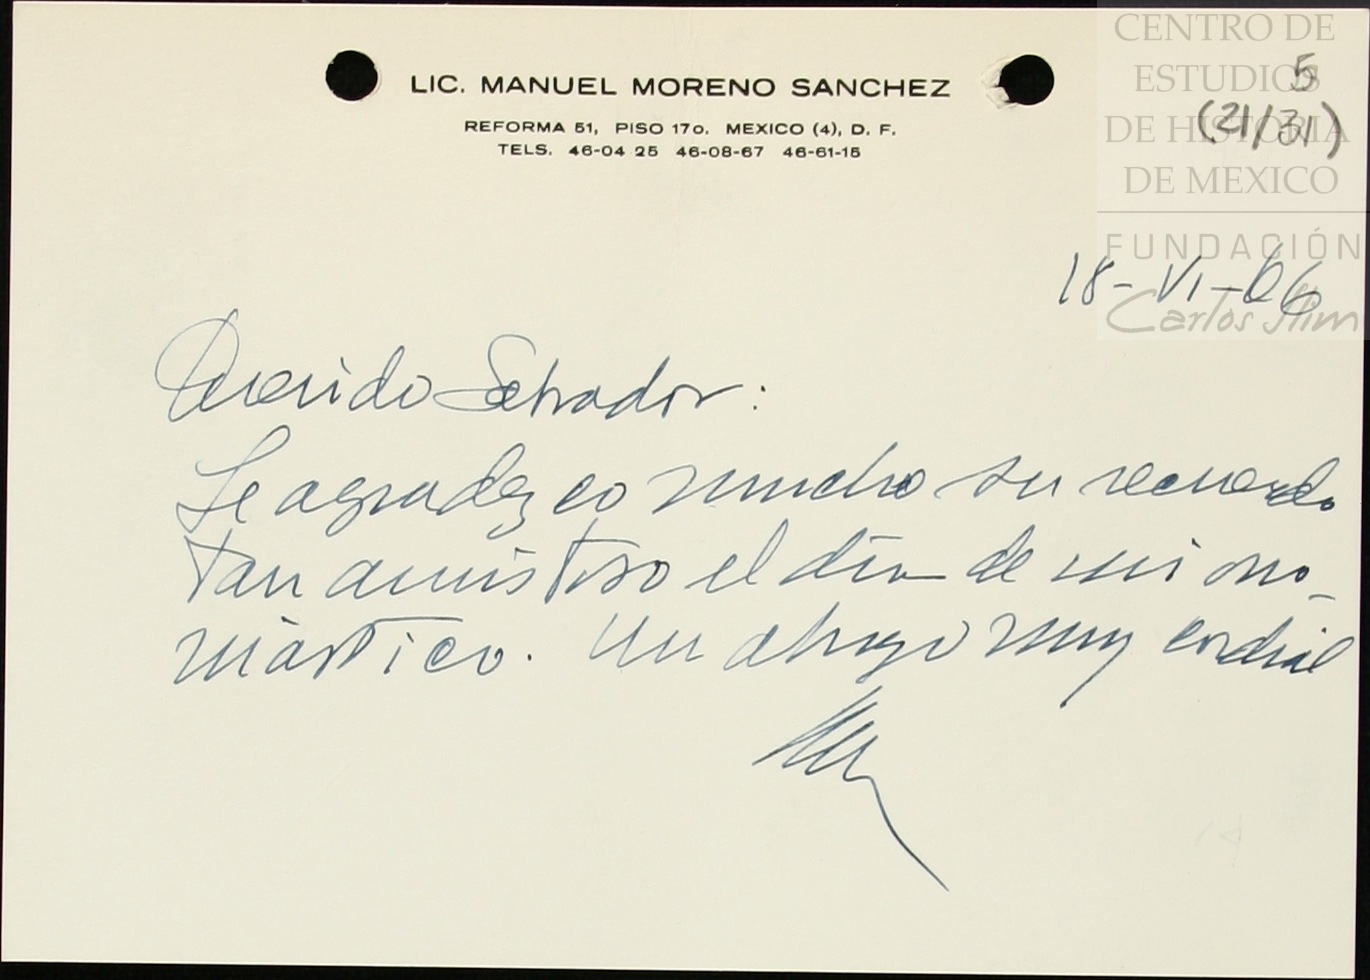 LIC. MANUEL MORENO SANCHEZ
REFORMA 51, PISO 17o. MEXICO (4), D. F.
TELS. 46-04 25 46-08-67 46-61-15
CENTRO DE
ESTUDIOS
DE HISTORIA
DE MEXICO
FUNDACIÓN
Carlos Slim
5
(21/31)
18-VI-66
Querido Salvador:
Le agradezco mucho su recuerdo
tan amistoso el día de mi ono-
mástico. Un abrazo muy cordial